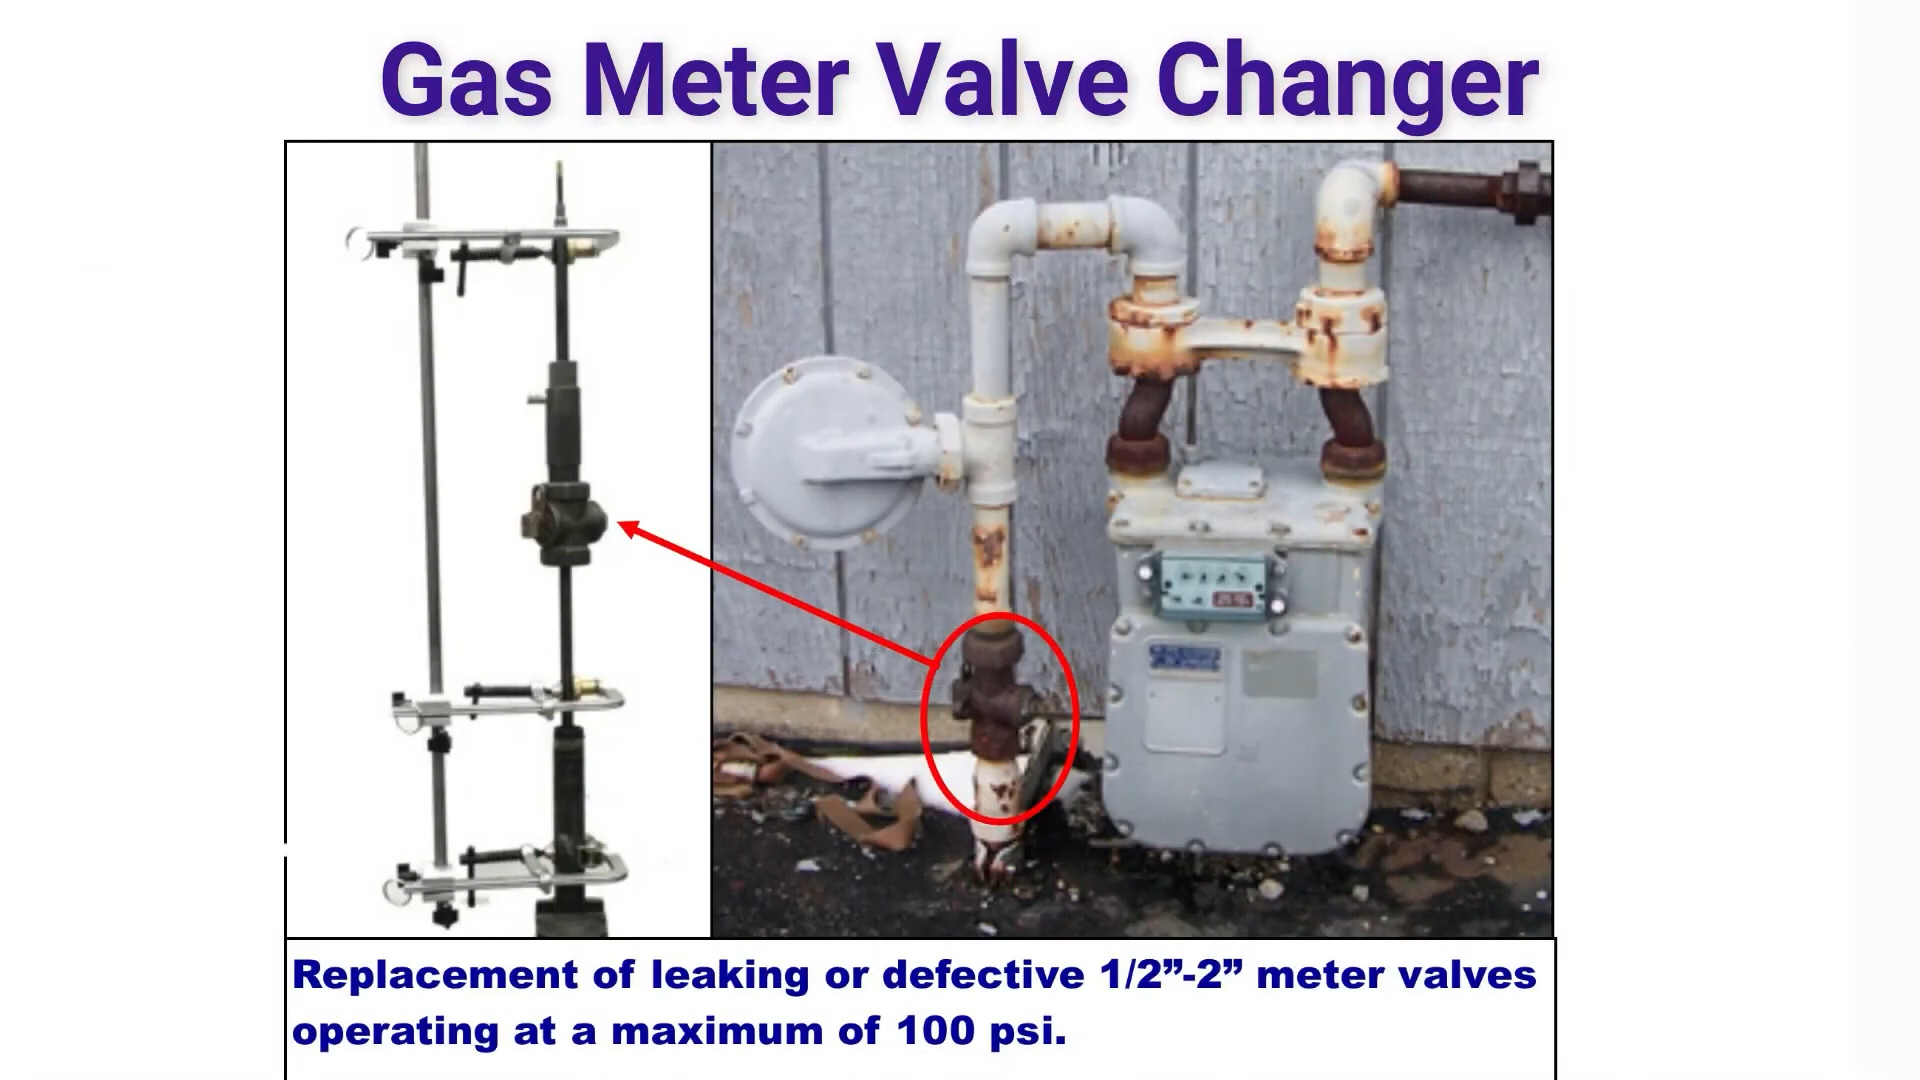 Gas Meter Valve Changer
Replacement of leaking or defective 1/2”-2” meter valves
operating at a maximum of 100 psi.